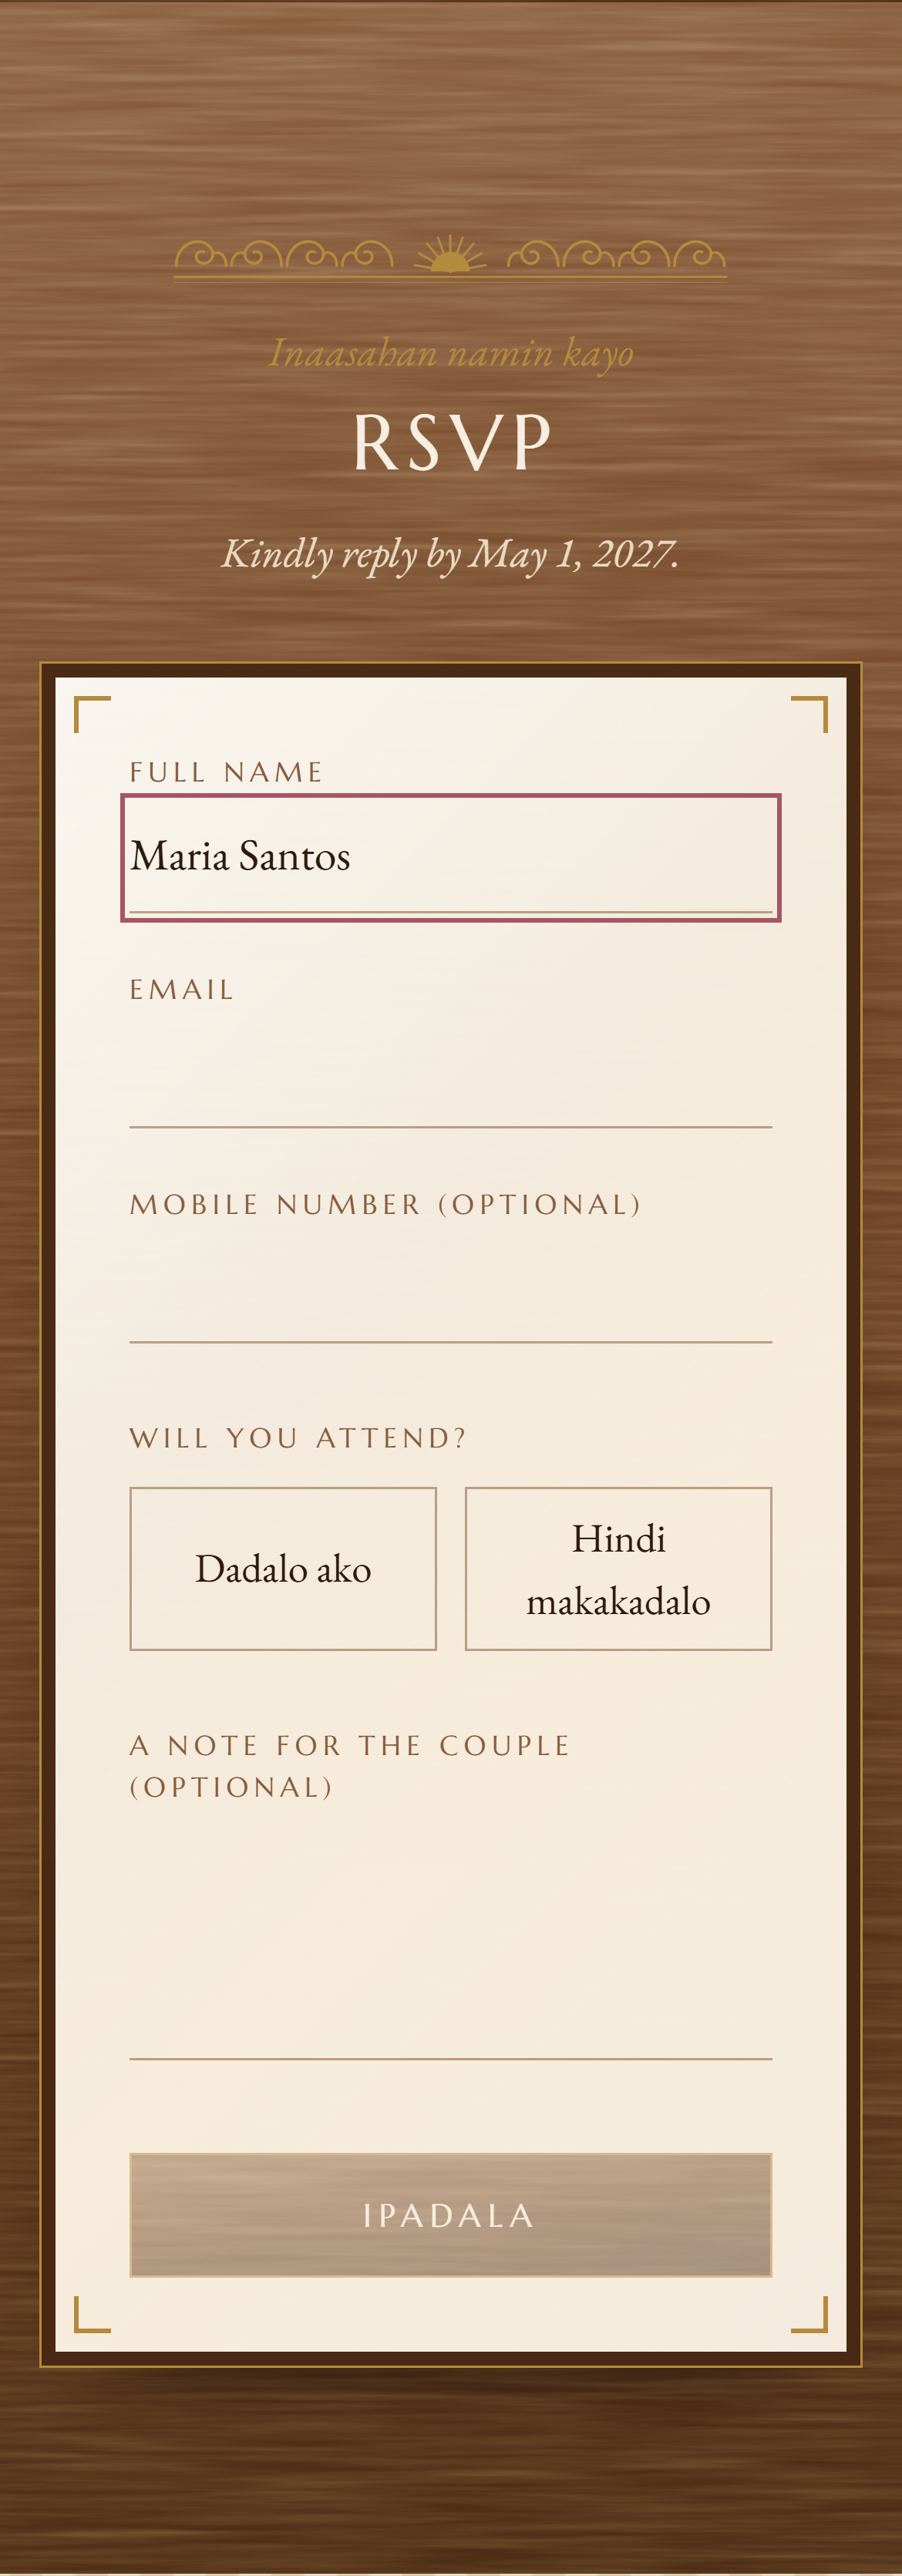 Inaasahan namin kayo
RSVP
Kindly reply by May 1, 2027.
FULL NAME
Maria Santos
EMAIL
MOBILE NUMBER (OPTIONAL)
WILL YOU ATTEND?
Dadalo ako
Hindi
makakadalo
A NOTE FOR THE COUPLE
(OPTIONAL)
IPADALA